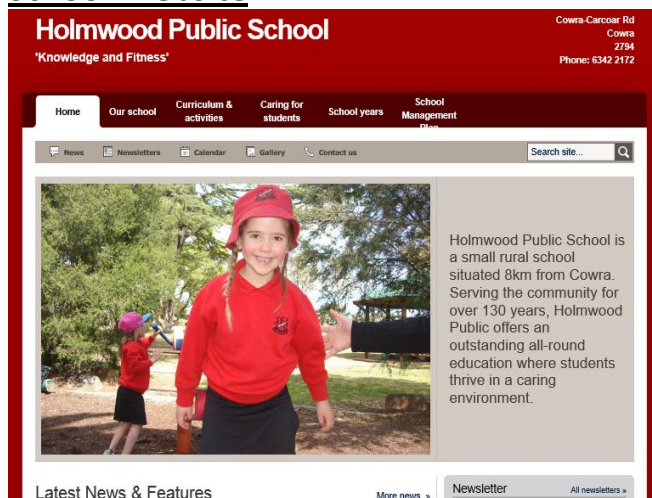 Holmwood Public School
'Knowledge and Fitness'
Cowra-Carcoar Rd
Cowra
2794
Phone: 6342 2172
Home
Our school
Curriculum &
activities
Caring for
students
School years
School
Management
Plan
News
Newsletters
Calendar
Gallery
Contact us
Search site...
Holmwood Public School is
a small rural school
situated 8km from Cowra.
Serving the community for
over 130 years, Holmwood
Public offers an
outstanding all-round
education where students
thrive in a caring
environment.
Latest News & Features
More news »
Newsletter
All newsletters »